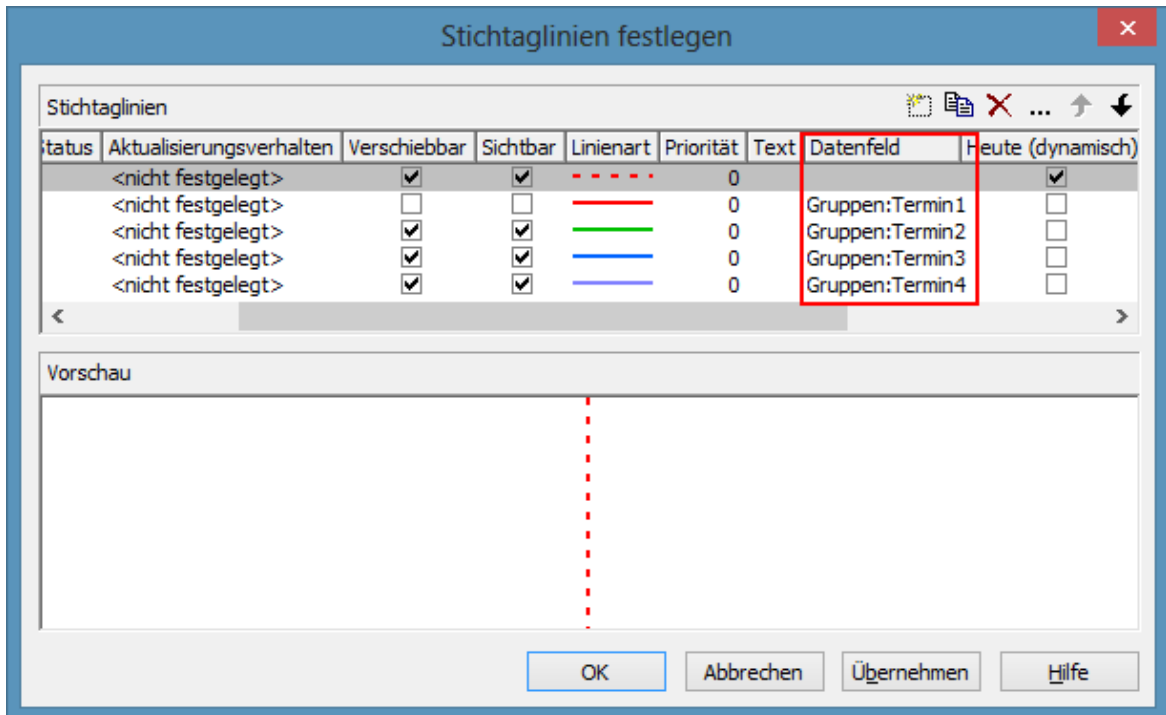 Stichtaglinien festlegen
Stichtaglinien
Status Aktualisierungsverhalten Verschiebbar Sichtbar Linienart Priorität Text Datenfeld Heute (dynamisch)
<nicht festgelegt> 0
<nicht festgelegt> 0 Gruppen:Termin1
<nicht festgelegt> 0 Gruppen:Termin2
<nicht festgelegt> 0 Gruppen:Termin3
<nicht festgelegt> 0 Gruppen:Termin4
Vorschau
OK Abbrechen Übernehmen Hilfe